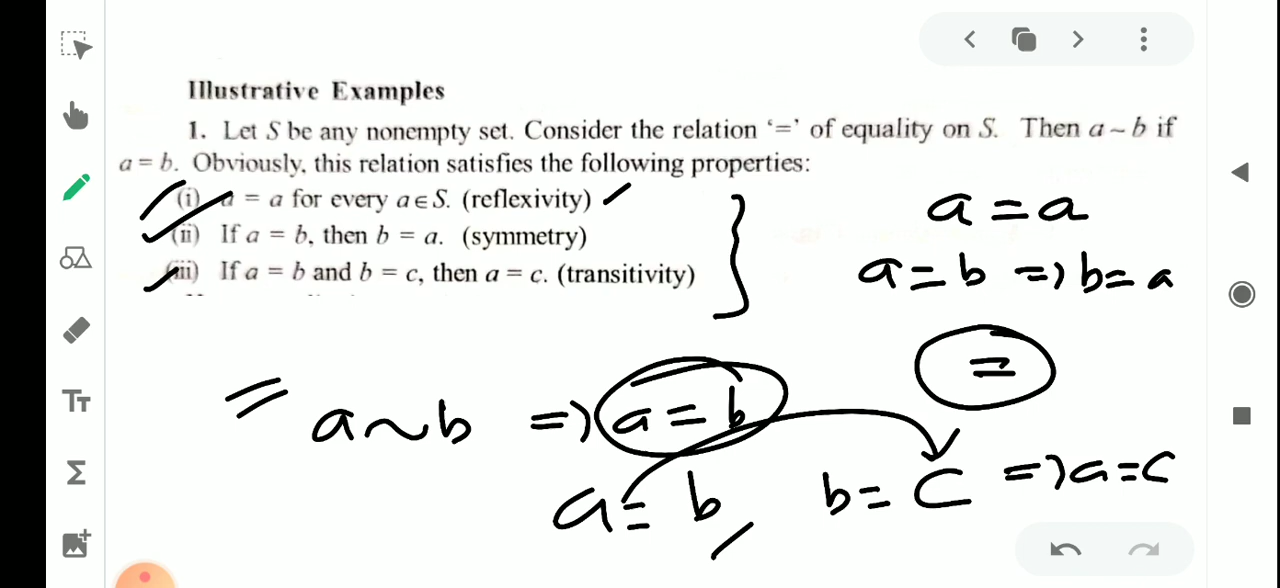 Illustrative Examples
1. Let S be any nonempty set. Consider the relation ‘=’ of equality on S. Then a ~ b if
a = b. Obviously, this relation satisfies the following properties:
(i) a = a for every a ∈ S. (reflexivity)
(ii) If a = b, then b = a. (symmetry)
(iii) If a = b and b = c, then a = c. (transitivity)
a = a
a = b => b = a
=
= a ~ b => a = b
a = b, b = c => a = c
Tт
Σ